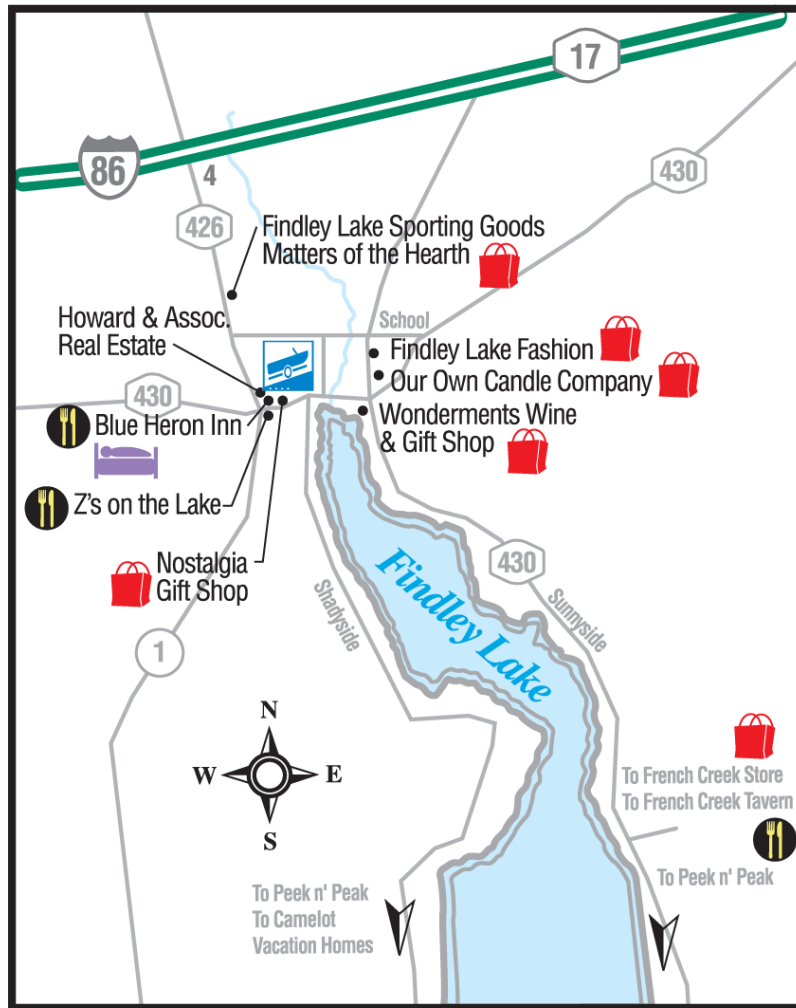 17
86
4
430
426
Findley Lake Sporting Goods
Matters of the Hearth
Howard & Assoc.
Real Estate
School
Findley Lake Fashion
Our Own Candle Company
430
Blue Heron Inn
Wonderments Wine
& Gift Shop
Z's on the Lake
Nostalgia
Gift Shop
430
Findley Lake
Shadyside
Sunnyside
1
N
W
E
S
To French Creek Store
To French Creek Tavern
To Peek n' Peak
To Peek n' Peak
To Camelot
Vacation Homes